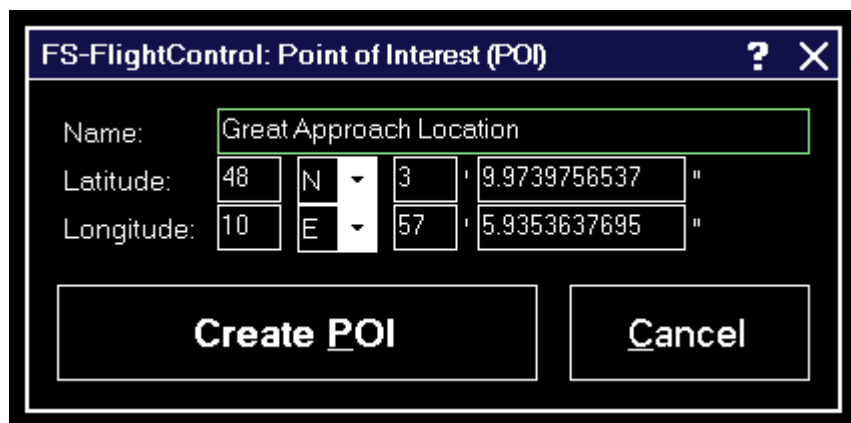 FS-FlightControl: Point of Interest (POI) ? X
Name: Great Approach Location
Latitude: 48 N 3 ' 9.9739756537 "
Longitude: 10 E 57 ' 5.9353637695 "
Create POI Cancel